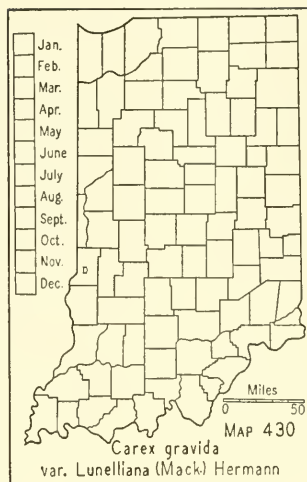 Jan.
Feb.
Mar.
Apr.
May
June
July
Aug.
Sept.
Oct.
Nov.
Dec.
D
Miles
0 50
MAP 430
Carex gravida
var. Lunelliana (Mack.) Hermann